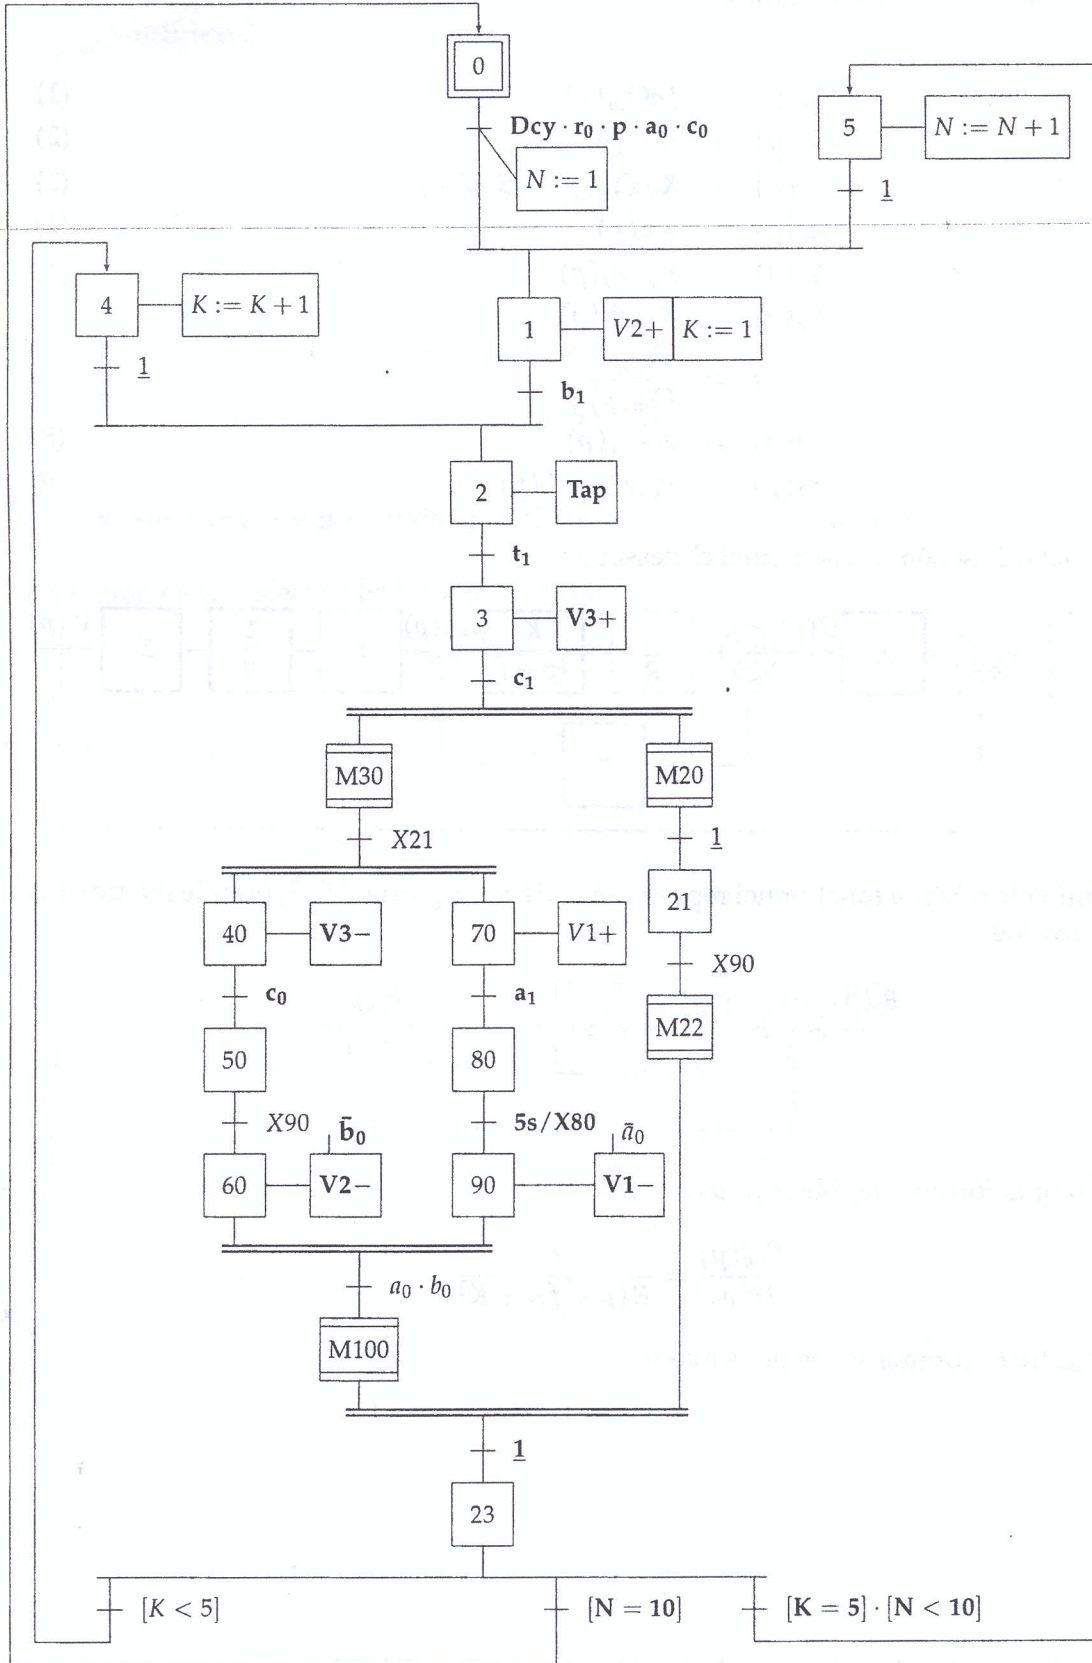 0
Dcy · r₀ · p · a₀ · c₀
N := 1
5
N := N + 1
1
4
K := K + 1
1
1
V2+
K := 1
b₁
2
Tap
t₁
3
V3+
c₁
M30
M20
X21
1
40
V3−
70
V1+
21
c₀
a₁
X90
50
80
M22
X90
b̄₀
5s/X80
ā₀
60
V2−
90
V1−
a₀ · b₀
M100
1
23
[K < 5]
[N = 10]
[K = 5] · [N < 10]